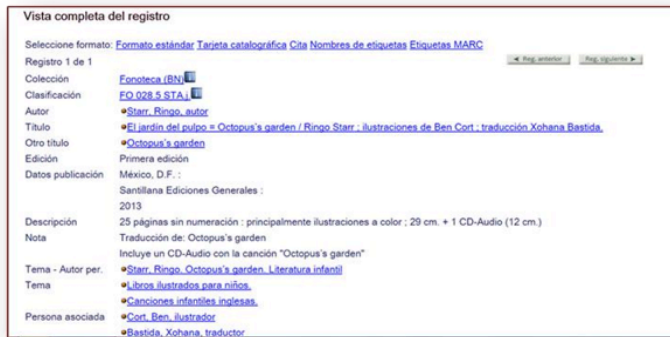 Vista completa del registro
Seleccione formato: Formato estándar Tarjeta catalográfica Cita Nombres de etiquetas Etiquetas MARC
Registro 1 de 1 ◄ Reg. anterior Reg. siguiente ►
Colección Fonoteca (BN)
Clasificación FO 028.5 STA.j
Autor Starr, Ringo, autor
Título El jardín del pulpo = Octopus's garden / Ringo Starr ; ilustraciones de Ben Cort ; traducción Xohana Bastida.
Otro título Octopus's garden
Edición Primera edición
Datos publicación México, D.F. :
Santillana Ediciones Generales :
2013
Descripción 25 páginas sin numeración : principalmente ilustraciones a color ; 29 cm. + 1 CD-Audio (12 cm.)
Nota Traducción de: Octopus's garden
Incluye un CD-Audio con la canción "Octopus's garden"
Tema - Autor per. Starr, Ringo. Octopus's garden. Literatura infantil
Tema Libros ilustrados para niños.
Canciones infantiles inglesas.
Persona asociada Cort, Ben, ilustrador
Bastida, Xohana, traductor